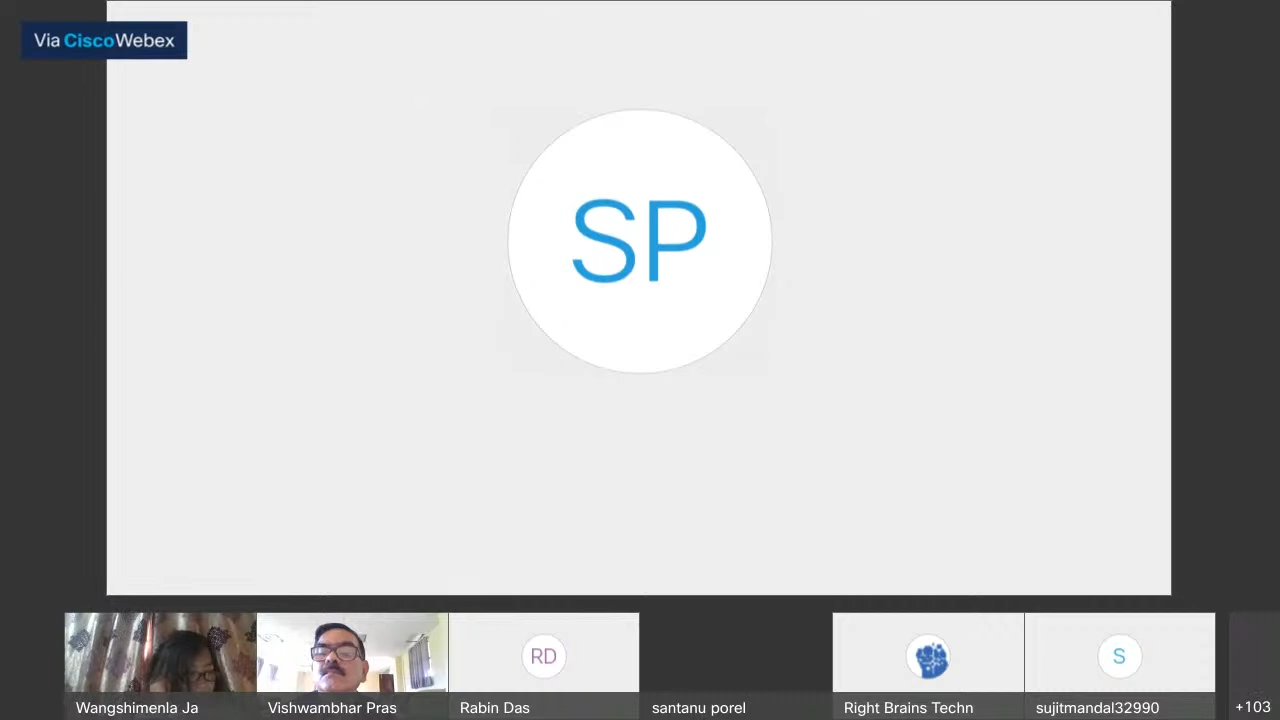 Via CiscoWebex
SP
RD
S
Wangshimenla Ja
Vishwambhar Pras
Rabin Das
santanu porel
Right Brains Techn
sujitmandal32990
+103